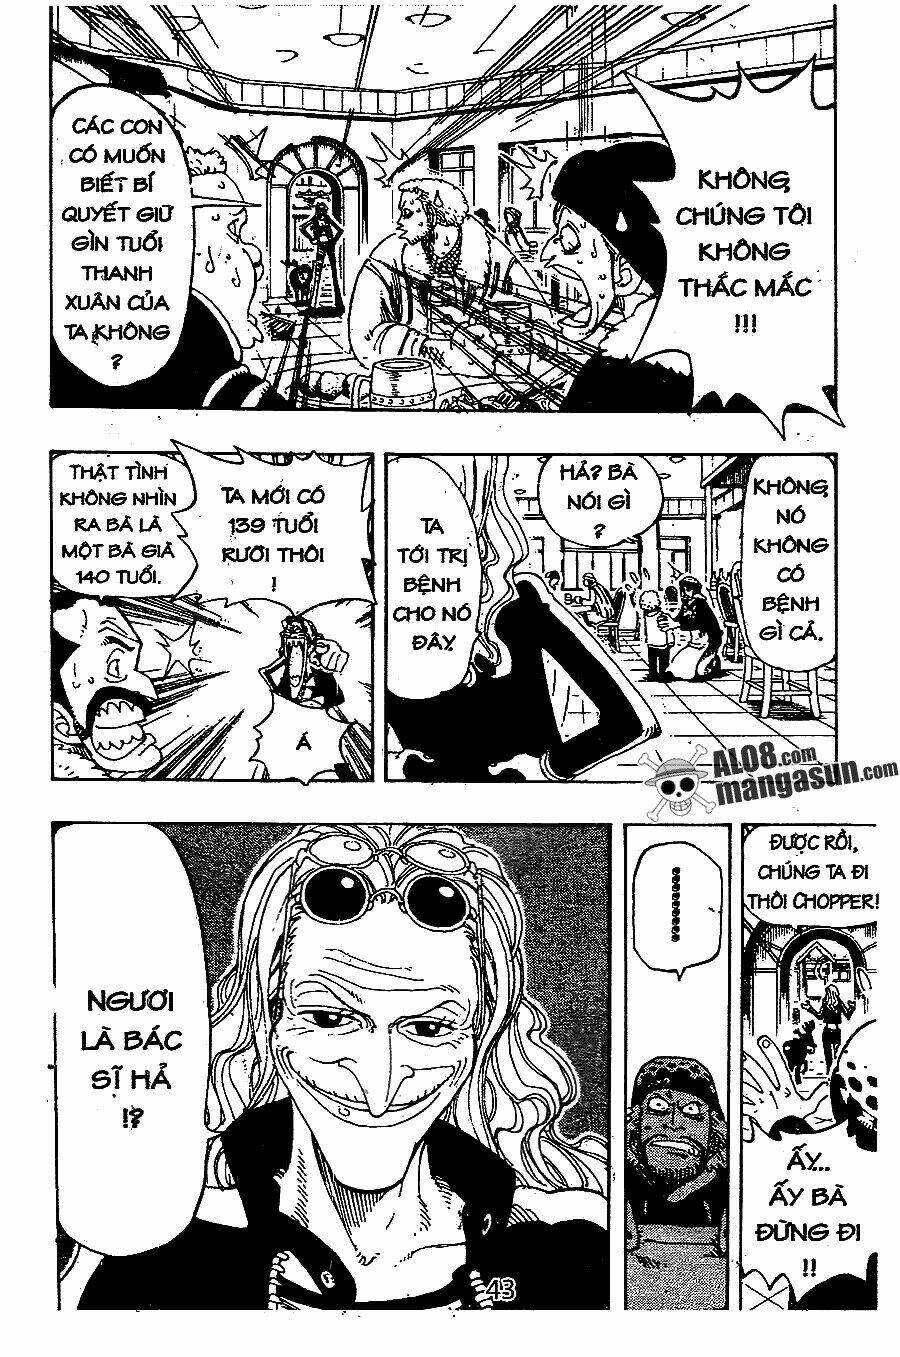 CÁC CON
CÓ MUỐN
BIẾT BÍ
QUYẾT GIỮ
GÌN TUỔI
THANH
XUÂN CỦA
TA KHÔNG
?
KHÔNG,
CHÚNG TÔI
KHÔNG
THẮC MẮC
!!!
THẬT TÌNH
KHÔNG NHÌN
RA BÀ LÀ
MỘT BÀ GIÀ
140 TUỔI.
TA MỚI CÓ
139 TUỔI
RƯỠI THÔI
!
Á
TA
TỚI TRỊ
BỆNH
CHO NÓ
ĐÂY.
HẢ? BÀ
NÓI GÌ
?
KHÔNG,
NÓ
KHÔNG
CÓ
BỆNH
GÌ CẢ.
AL08.com
mangasun.com
NGƯƠI
LÀ BÁC
SĨ HẢ
!?
.........
ĐƯỢC RỒI,
CHÚNG TA ĐI
THÔI CHOPPER!
ẤY...
ẤY BÀ
ĐỪNG ĐI
!!
43